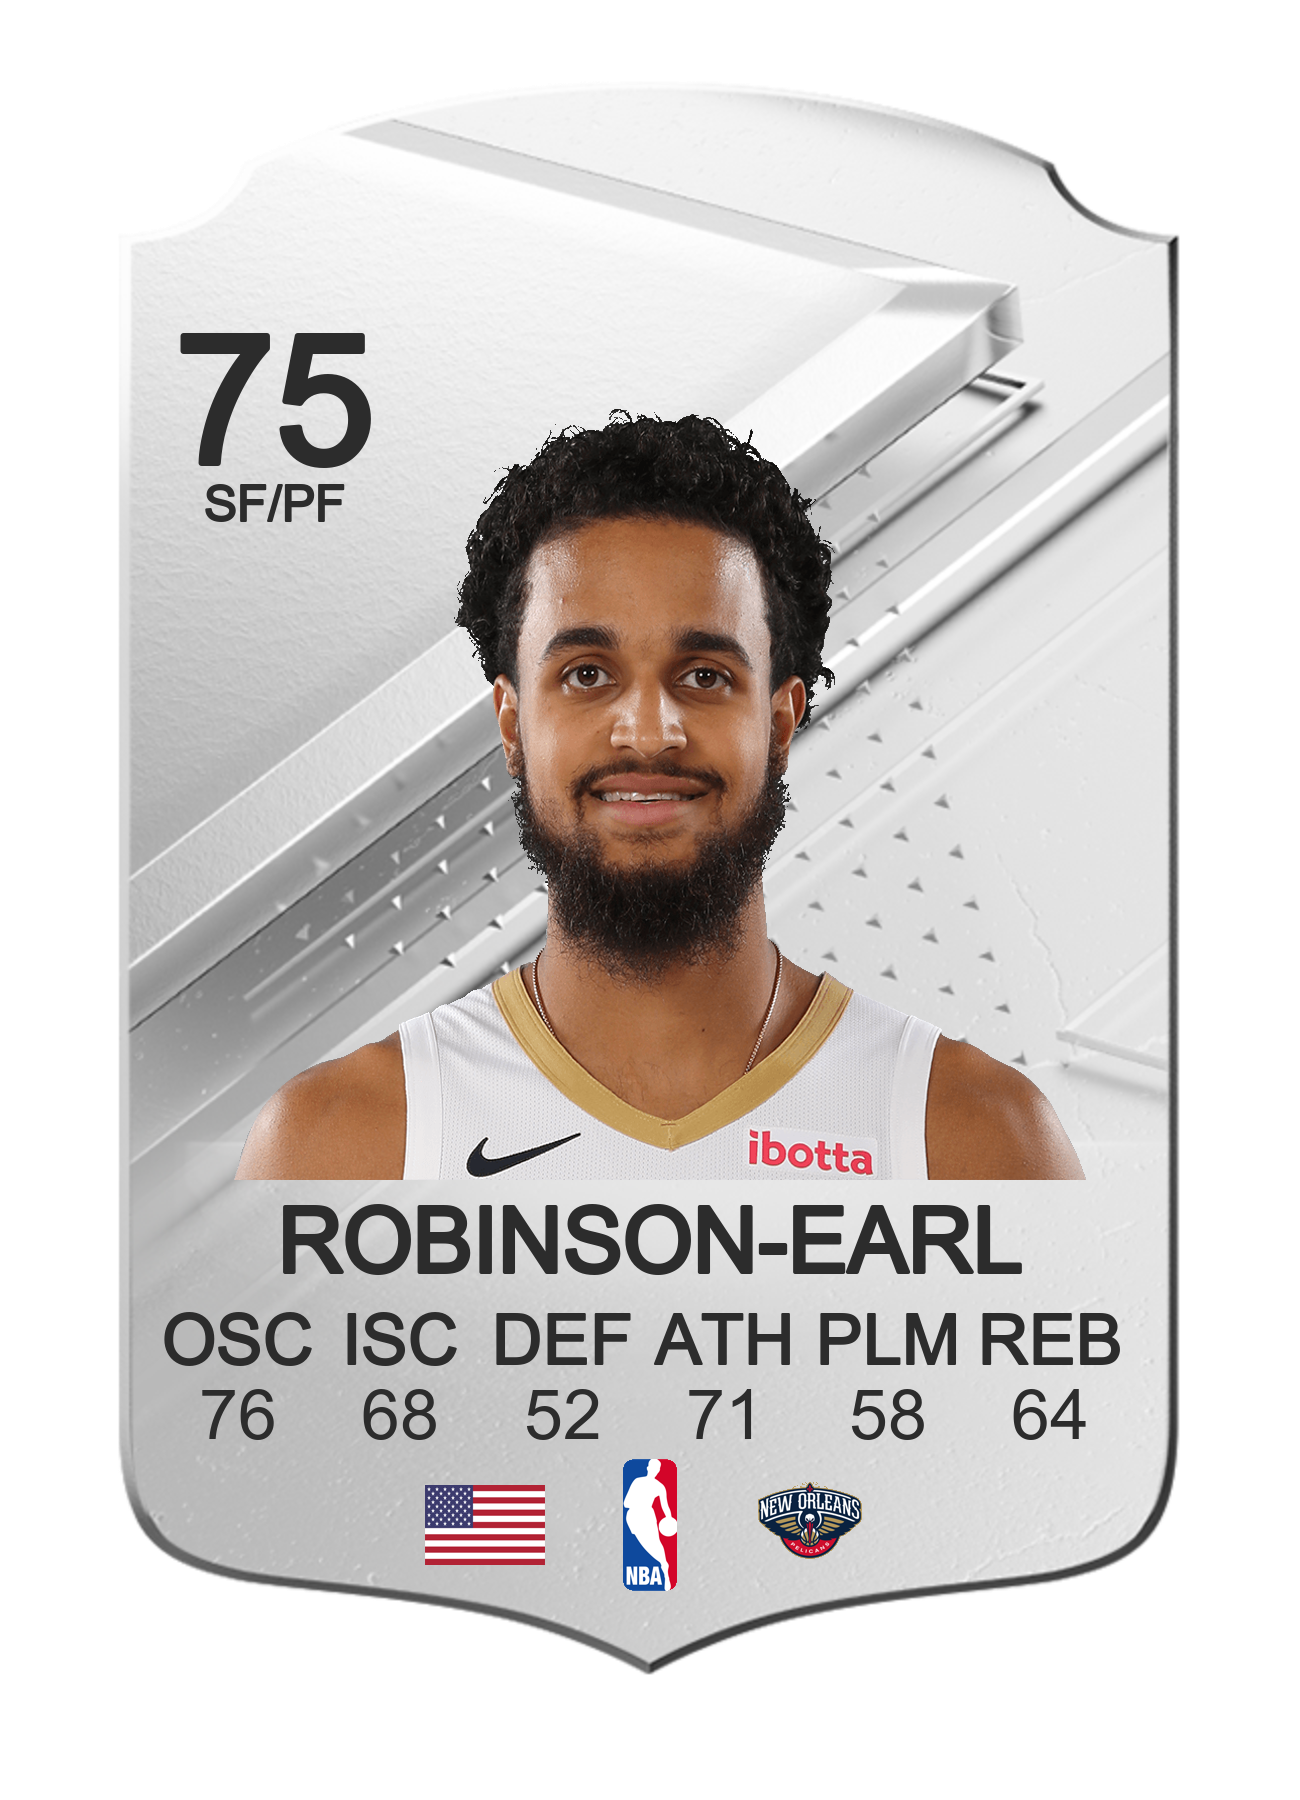 75
SF/PF
ibotta
ROBINSON-EARL
OSC ISC DEF ATH PLM REB
76 68 52 71 58 64
NBA
NEW ORLEANS
PELICANS